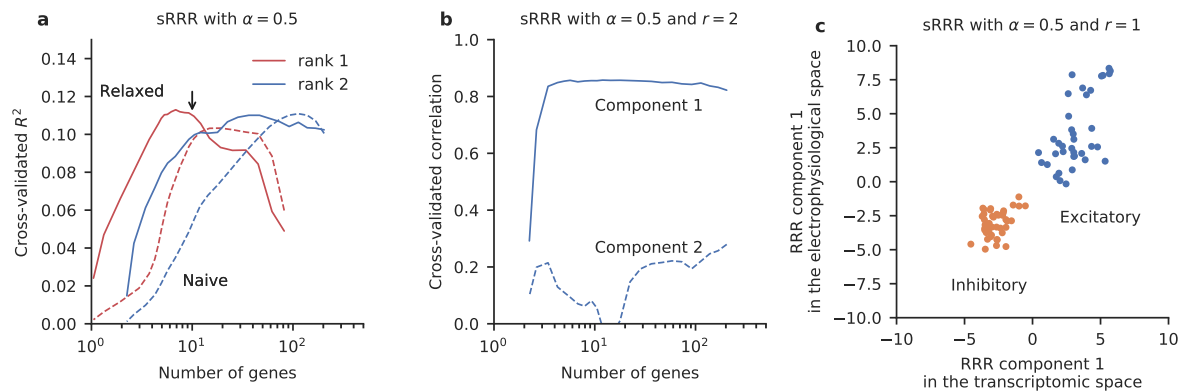 a
sRRR with α = 0.5
0.14
0.12
0.10
0.08
0.06
0.04
0.02
0.00
Cross-validated R²
rank 1
rank 2
Relaxed
Naive
10⁰
10¹
10²
Number of genes
b
sRRR with α = 0.5 and r = 2
1.0
0.8
0.6
0.4
0.2
0.0
Cross-validated correlation
Component 1
Component 2
10⁰
10¹
10²
Number of genes
c
sRRR with α = 0.5 and r = 1
10.0
7.5
5.0
2.5
0.0
−2.5
−5.0
−7.5
−10.0
RRR component 1
in the electrophysiological space
Excitatory
Inhibitory
−10
−5
0
5
10
RRR component 1
in the transcriptomic space